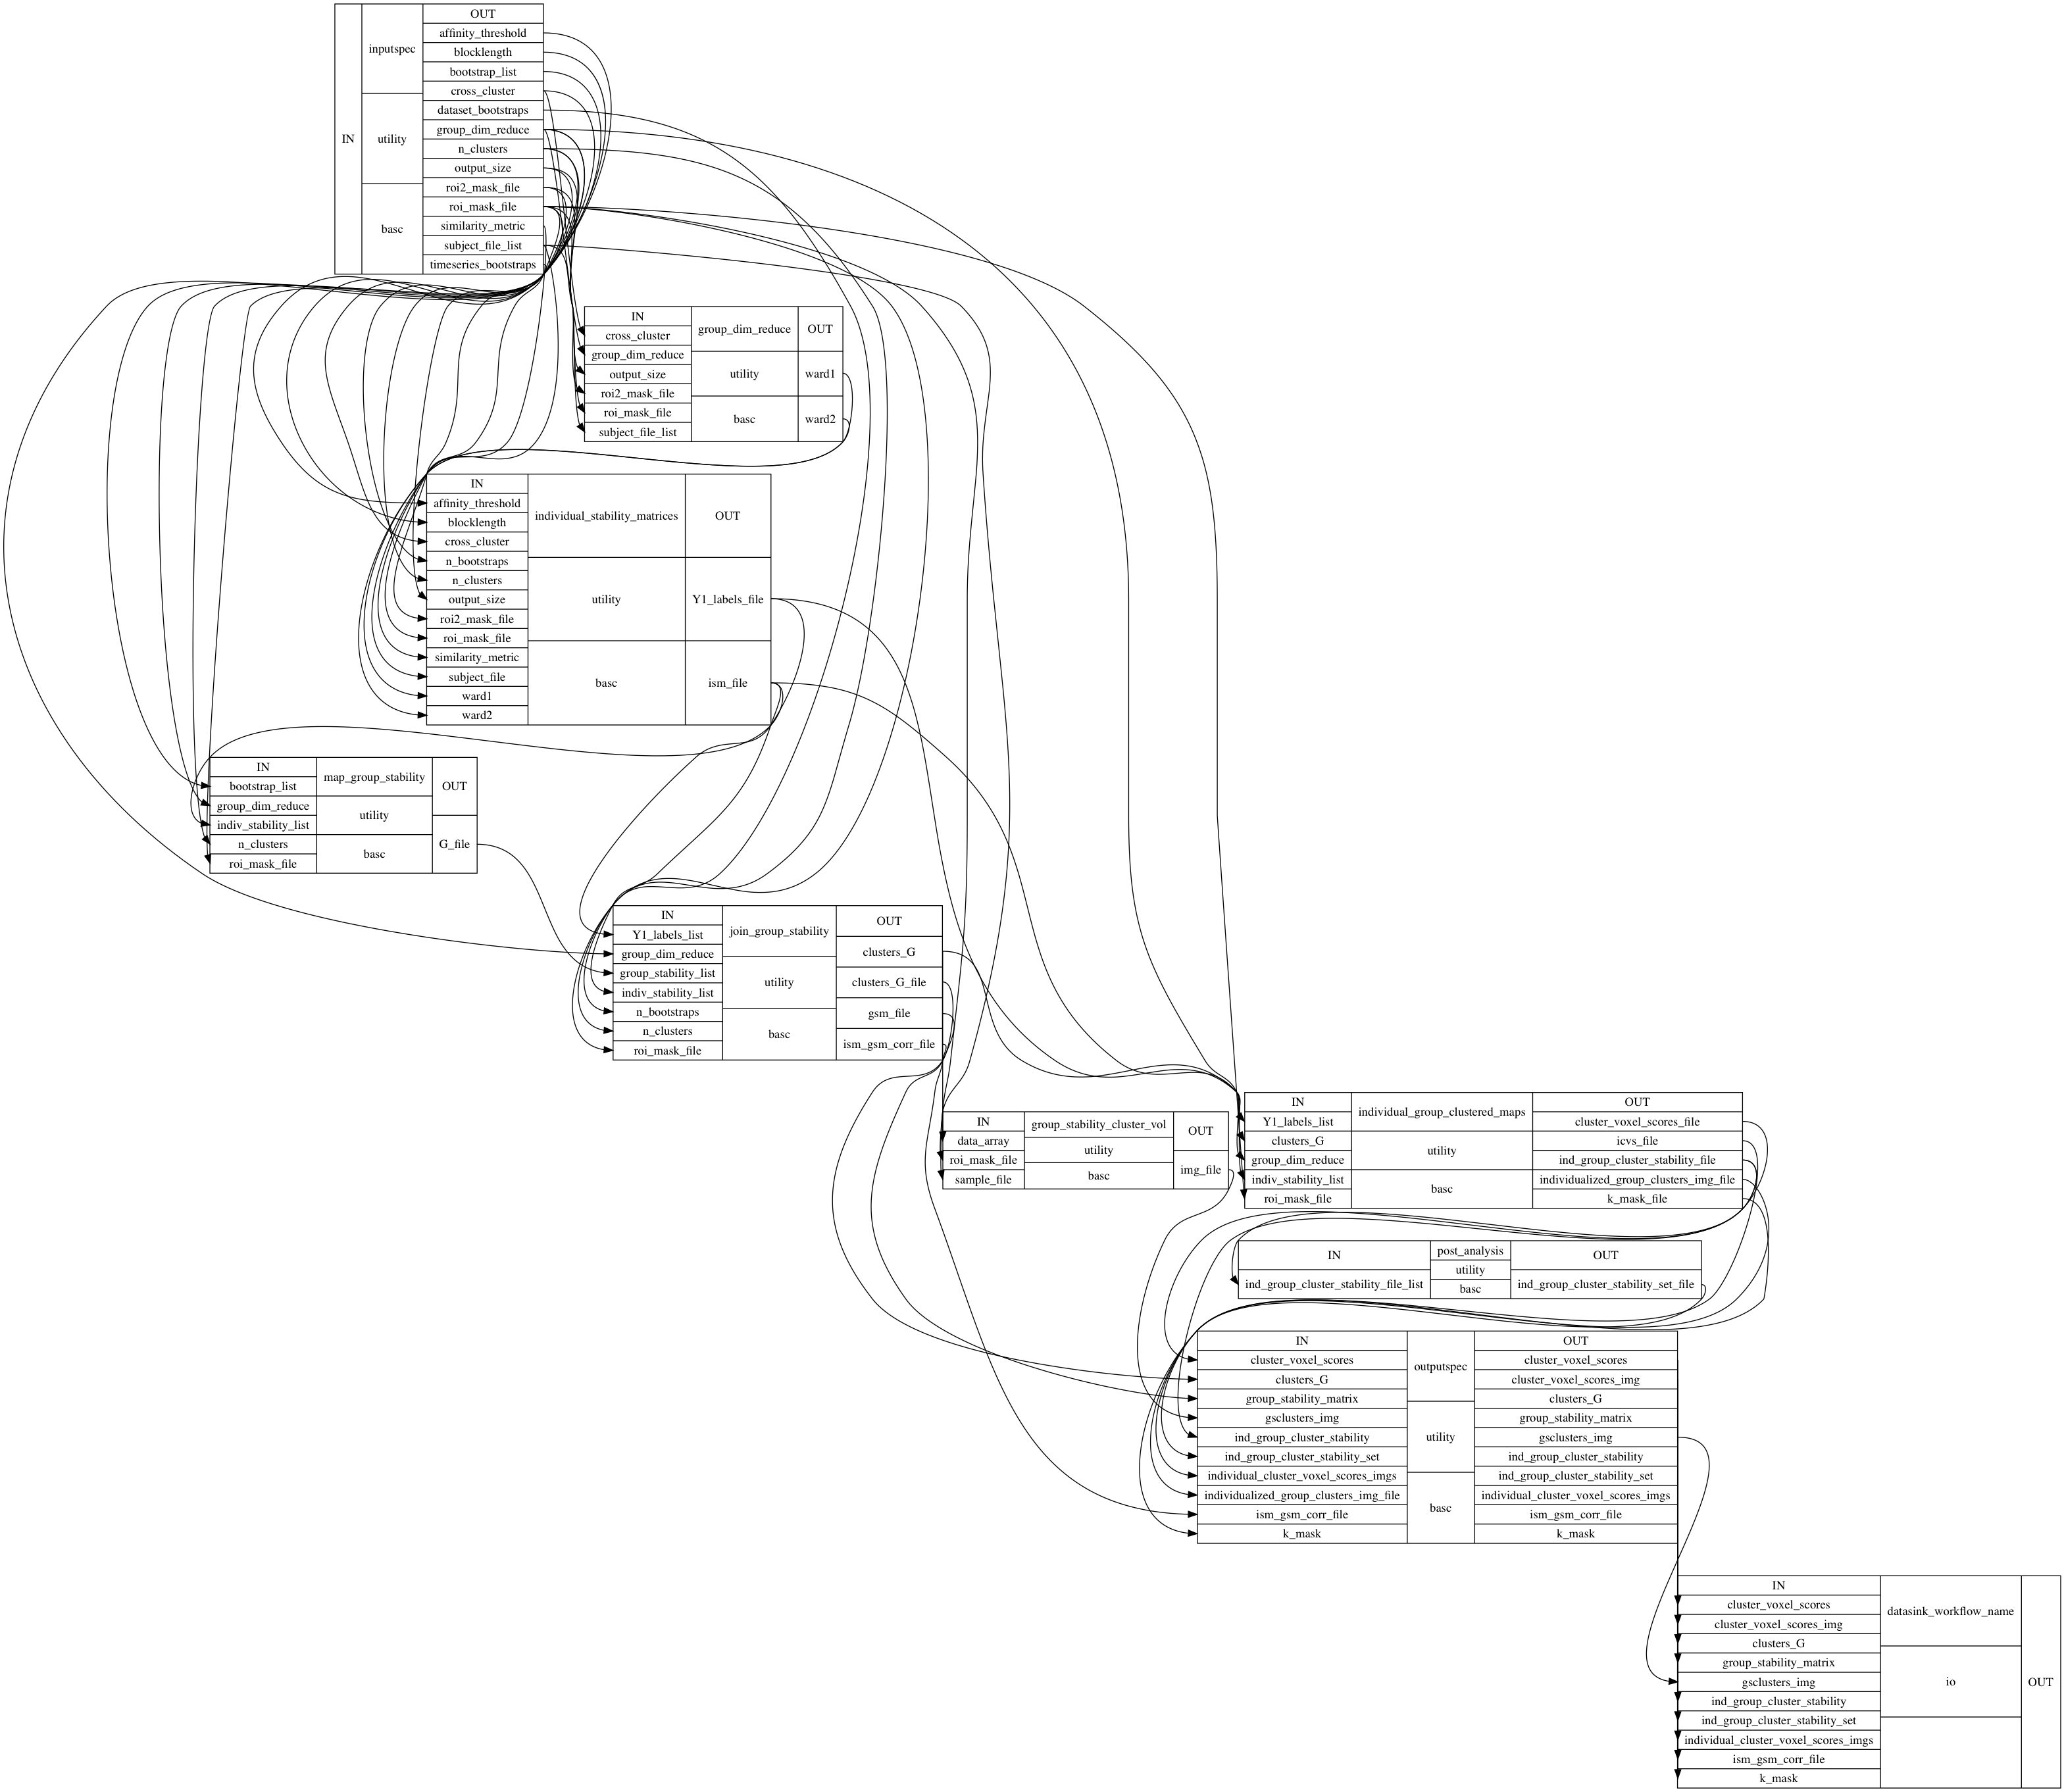 IN
inputspec
utility
basc
OUT
affinity_threshold
blocklength
bootstrap_list
cross_cluster
dataset_bootstraps
group_dim_reduce
n_clusters
output_size
roi2_mask_file
roi_mask_file
similarity_metric
subject_file_list
timeseries_bootstraps
IN
cross_cluster
group_dim_reduce
output_size
roi2_mask_file
roi_mask_file
subject_file_list
group_dim_reduce
utility
basc
OUT
ward1
ward2
IN
affinity_threshold
blocklength
cross_cluster
n_bootstraps
n_clusters
output_size
roi2_mask_file
roi_mask_file
similarity_metric
subject_file
ward1
ward2
individual_stability_matrices
utility
basc
OUT
Y1_labels_file
ism_file
IN
bootstrap_list
group_dim_reduce
indiv_stability_list
n_clusters
roi_mask_file
map_group_stability
utility
basc
OUT
G_file
IN
Y1_labels_list
group_dim_reduce
group_stability_list
indiv_stability_list
n_bootstraps
n_clusters
roi_mask_file
join_group_stability
utility
basc
OUT
clusters_G
clusters_G_file
gsm_file
ism_gsm_corr_file
IN
data_array
roi_mask_file
sample_file
group_stability_cluster_vol
utility
basc
OUT
img_file
IN
Y1_labels_list
clusters_G
group_dim_reduce
indiv_stability_list
roi_mask_file
individual_group_clustered_maps
utility
basc
OUT
cluster_voxel_scores_file
icvs_file
ind_group_cluster_stability_file
individualized_group_clusters_img_file
k_mask_file
IN
ind_group_cluster_stability_file_list
post_analysis
utility
basc
OUT
ind_group_cluster_stability_set_file
IN
cluster_voxel_scores
clusters_G
group_stability_matrix
gsclusters_img
ind_group_cluster_stability
ind_group_cluster_stability_set
individual_cluster_voxel_scores_imgs
individualized_group_clusters_img_file
ism_gsm_corr_file
k_mask
outputspec
utility
basc
OUT
cluster_voxel_scores
cluster_voxel_scores_img
clusters_G
group_stability_matrix
gsclusters_img
ind_group_cluster_stability
ind_group_cluster_stability_set
individual_cluster_voxel_scores_imgs
ism_gsm_corr_file
k_mask
IN
cluster_voxel_scores
cluster_voxel_scores_img
clusters_G
group_stability_matrix
gsclusters_img
ind_group_cluster_stability
ind_group_cluster_stability_set
individual_cluster_voxel_scores_imgs
ism_gsm_corr_file
k_mask
datasink_workflow_name
io
OUT